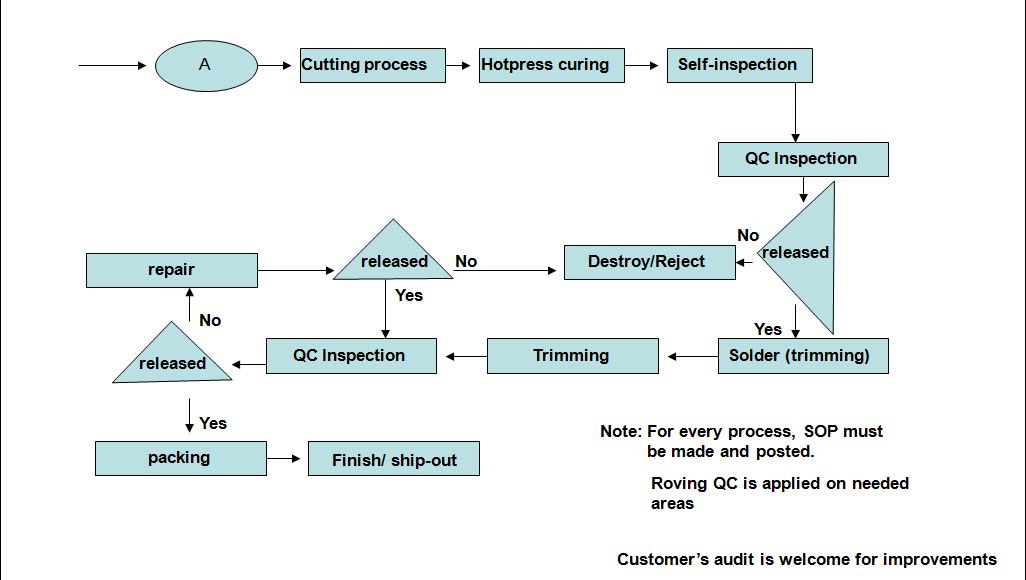 A
Cutting process
Hotpress curing
Self-inspection
QC Inspection
No
released
Destroy/Reject
released
No
repair
Yes
No
Yes
Solder (trimming)
Trimming
QC Inspection
released
Yes
packing
Finish/ ship-out
Note: For every process, SOP must
be made and posted.
Roving QC is applied on needed
areas
Customer’s audit is welcome for improvements